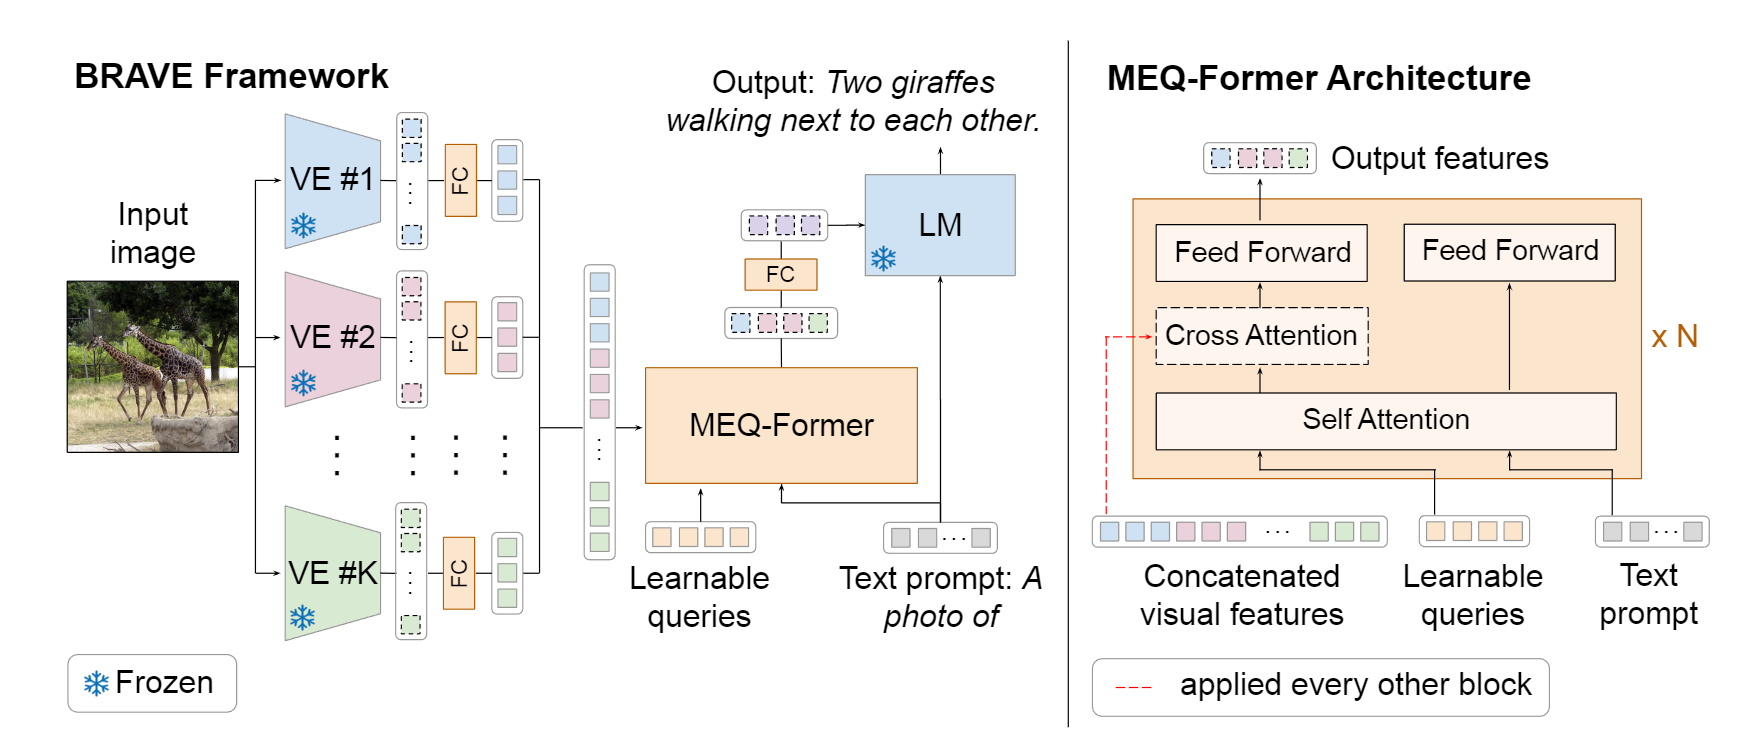 BRAVE Framework
Input
image
VE #1
FC
VE #2
FC
VE #K
FC
Frozen
Output: Two giraffes
walking next to each other.
LM
FC
MEQ-Former
Learnable
queries
Text prompt: A
photo of
MEQ-Former Architecture
Output features
Feed Forward
Feed Forward
Cross Attention
x N
Self Attention
Concatenated
visual features
Learnable
queries
Text
prompt
applied every other block